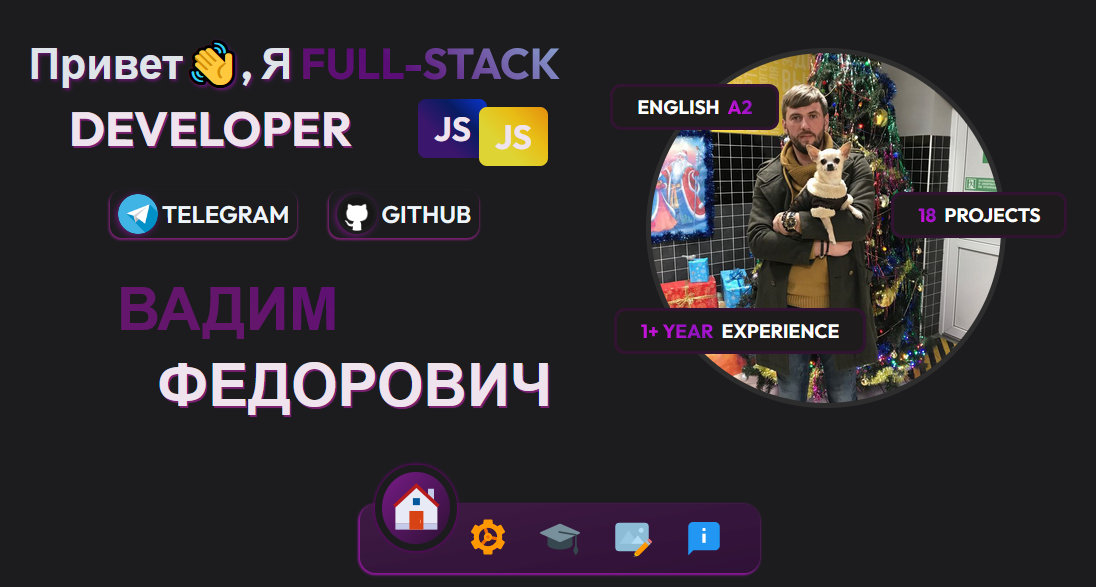 Привет 👋, Я FULL-STACK
DEVELOPER
JS
JS
TELEGRAM
GITHUB
ВАДИМ
ФЕДОРОВИЧ
ENGLISH A2
18 PROJECTS
1+ YEAR EXPERIENCE
i